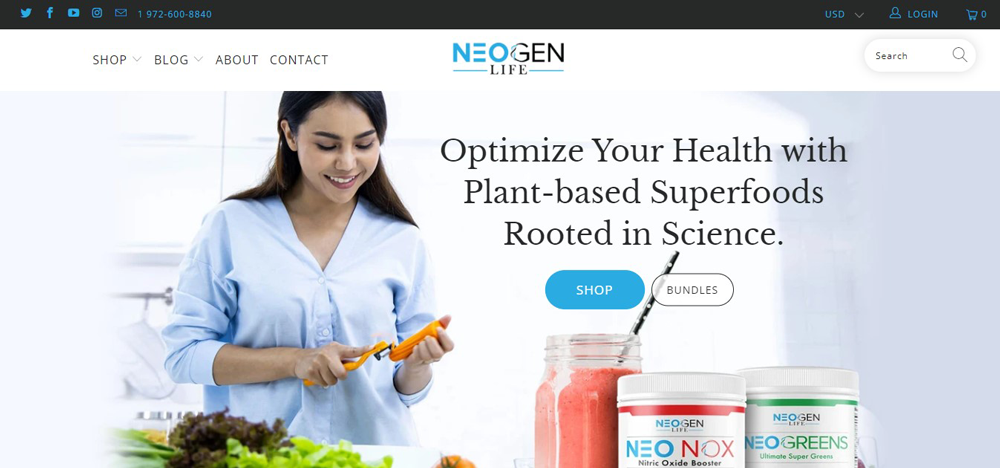 1 972-600-8840
USD
LOGIN
0
SHOP
BLOG
ABOUT
CONTACT
NEOGEN
LIFE
Search
Optimize Your Health with
Plant-based Superfoods
Rooted in Science.
SHOP
BUNDLES
NEOGEN
LIFE
NEO NOX
Nitric Oxide Booster
NEOGEN
LIFE
NEOGREENS
Ultimate Super Greens